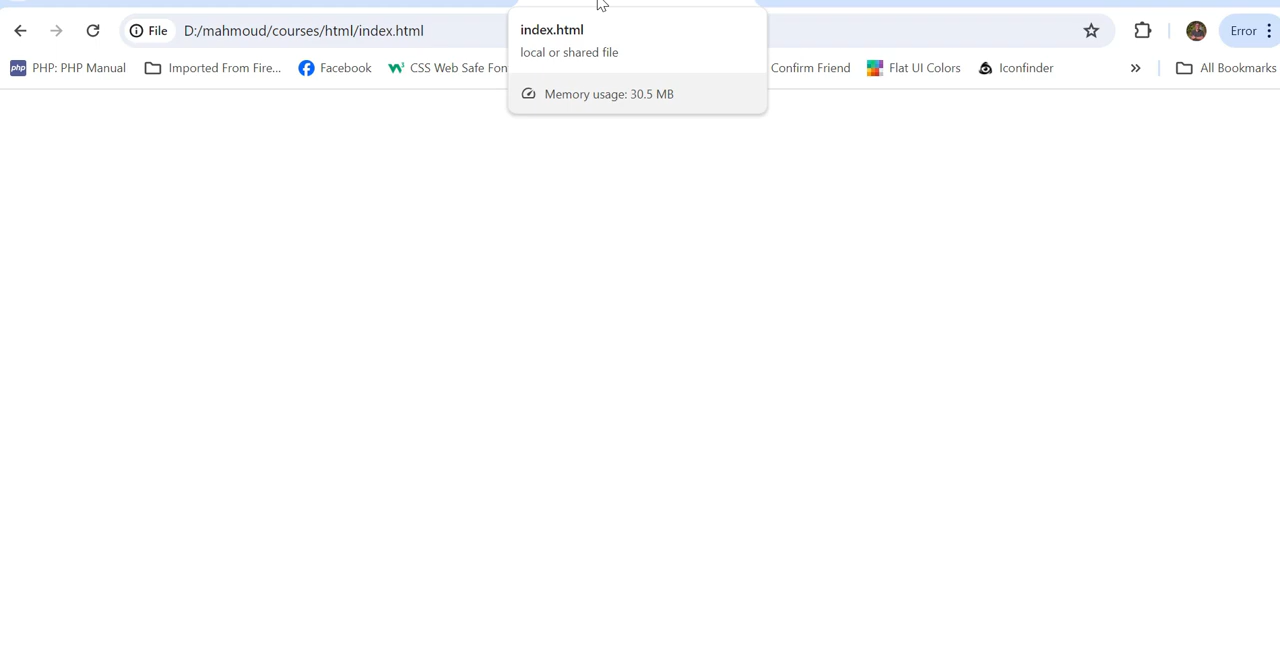 index.html
File D:/mahmoud/courses/html/index.html
Error
local or shared file
php PHP: PHP Manual Imported From Fire... Facebook CSS Web Safe Fon Confirm Friend Flat UI Colors Iconfinder » All Bookmarks
Memory usage: 30.5 MB